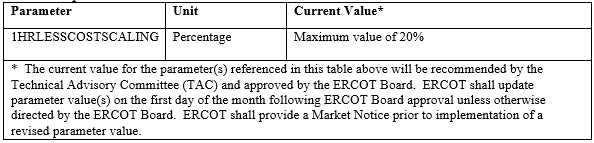 Parameter Unit Current Value*
1HRLESSCOSTSCALING Percentage Maximum value of 20%
* The current value for the parameter(s) referenced in this table above will be recommended by the
Technical Advisory Committee (TAC) and approved by the ERCOT Board. ERCOT shall update
parameter value(s) on the first day of the month following ERCOT Board approval unless otherwise
directed by the ERCOT Board. ERCOT shall provide a Market Notice prior to implementation of a
revised parameter value.